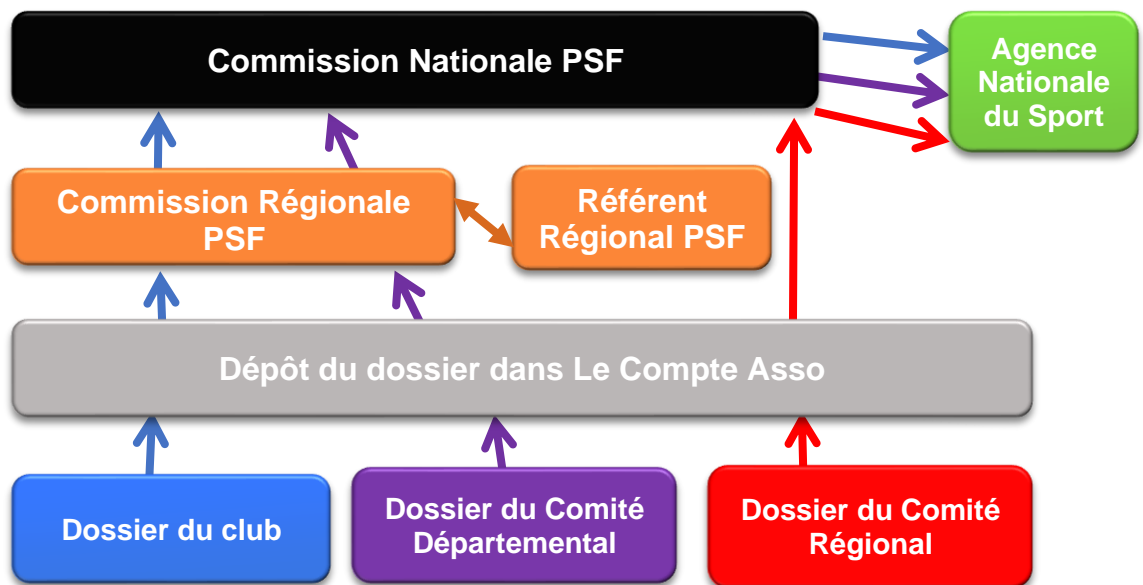 Commission Nationale PSF
Agence
Nationale
du Sport
Commission Régionale
PSF
Référent
Régional PSF
Dépôt du dossier dans Le Compte Asso
Dossier du club
Dossier du Comité
Départemental
Dossier du Comité
Régional